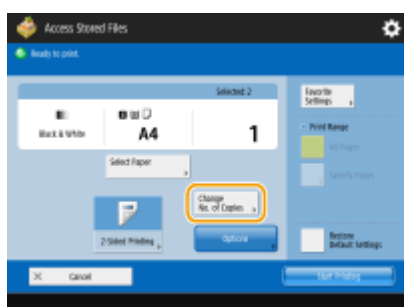 Access Stored Files
Ready to print.
Selected: 2
Black & White
A4
1
Select Paper
Change
No. of Copies
2-Sided Printing
Options
Favorite
Settings
Print Range
All Pages
Specify Pages
Restore
Default Settings
Cancel
Start Printing